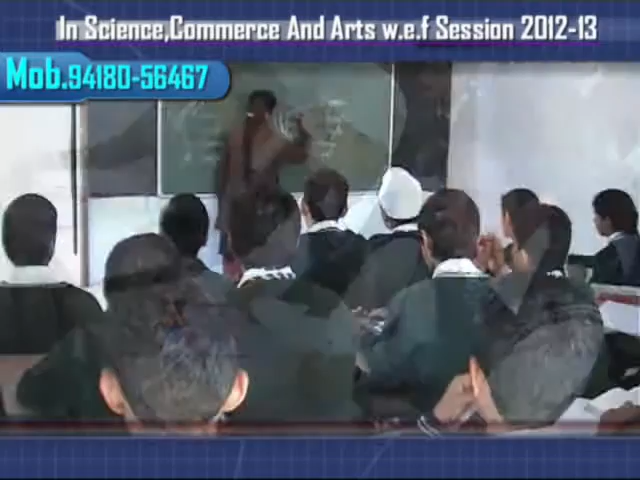 In Science,Commerce And Arts w.e.f Session 2012-13
Mob.94180-56467